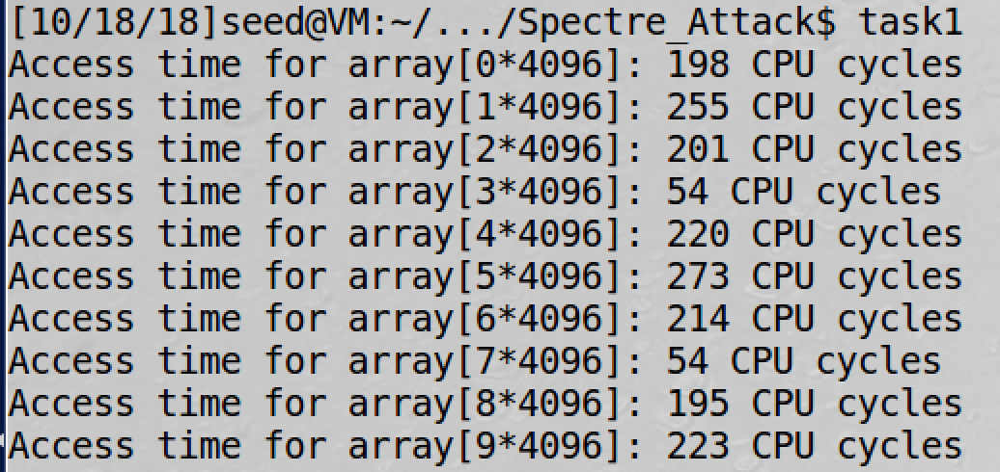 [10/18/18]seed@VM:~/.../Spectre_Attack$ task1
Access time for array[0*4096]: 198 CPU cycles
Access time for array[1*4096]: 255 CPU cycles
Access time for array[2*4096]: 201 CPU cycles
Access time for array[3*4096]: 54 CPU cycles
Access time for array[4*4096]: 220 CPU cycles
Access time for array[5*4096]: 273 CPU cycles
Access time for array[6*4096]: 214 CPU cycles
Access time for array[7*4096]: 54 CPU cycles
Access time for array[8*4096]: 195 CPU cycles
Access time for array[9*4096]: 223 CPU cycles